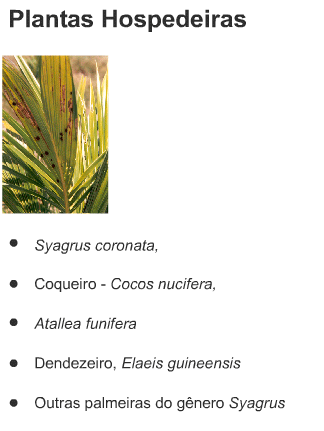 Plantas Hospedeiras
• Syagrus coronata,
• Coqueiro - Cocos nucifera,
• Atallea funifera
• Dendezeiro, Elaeis guineensis
• Outras palmeiras do gênero Syagrus